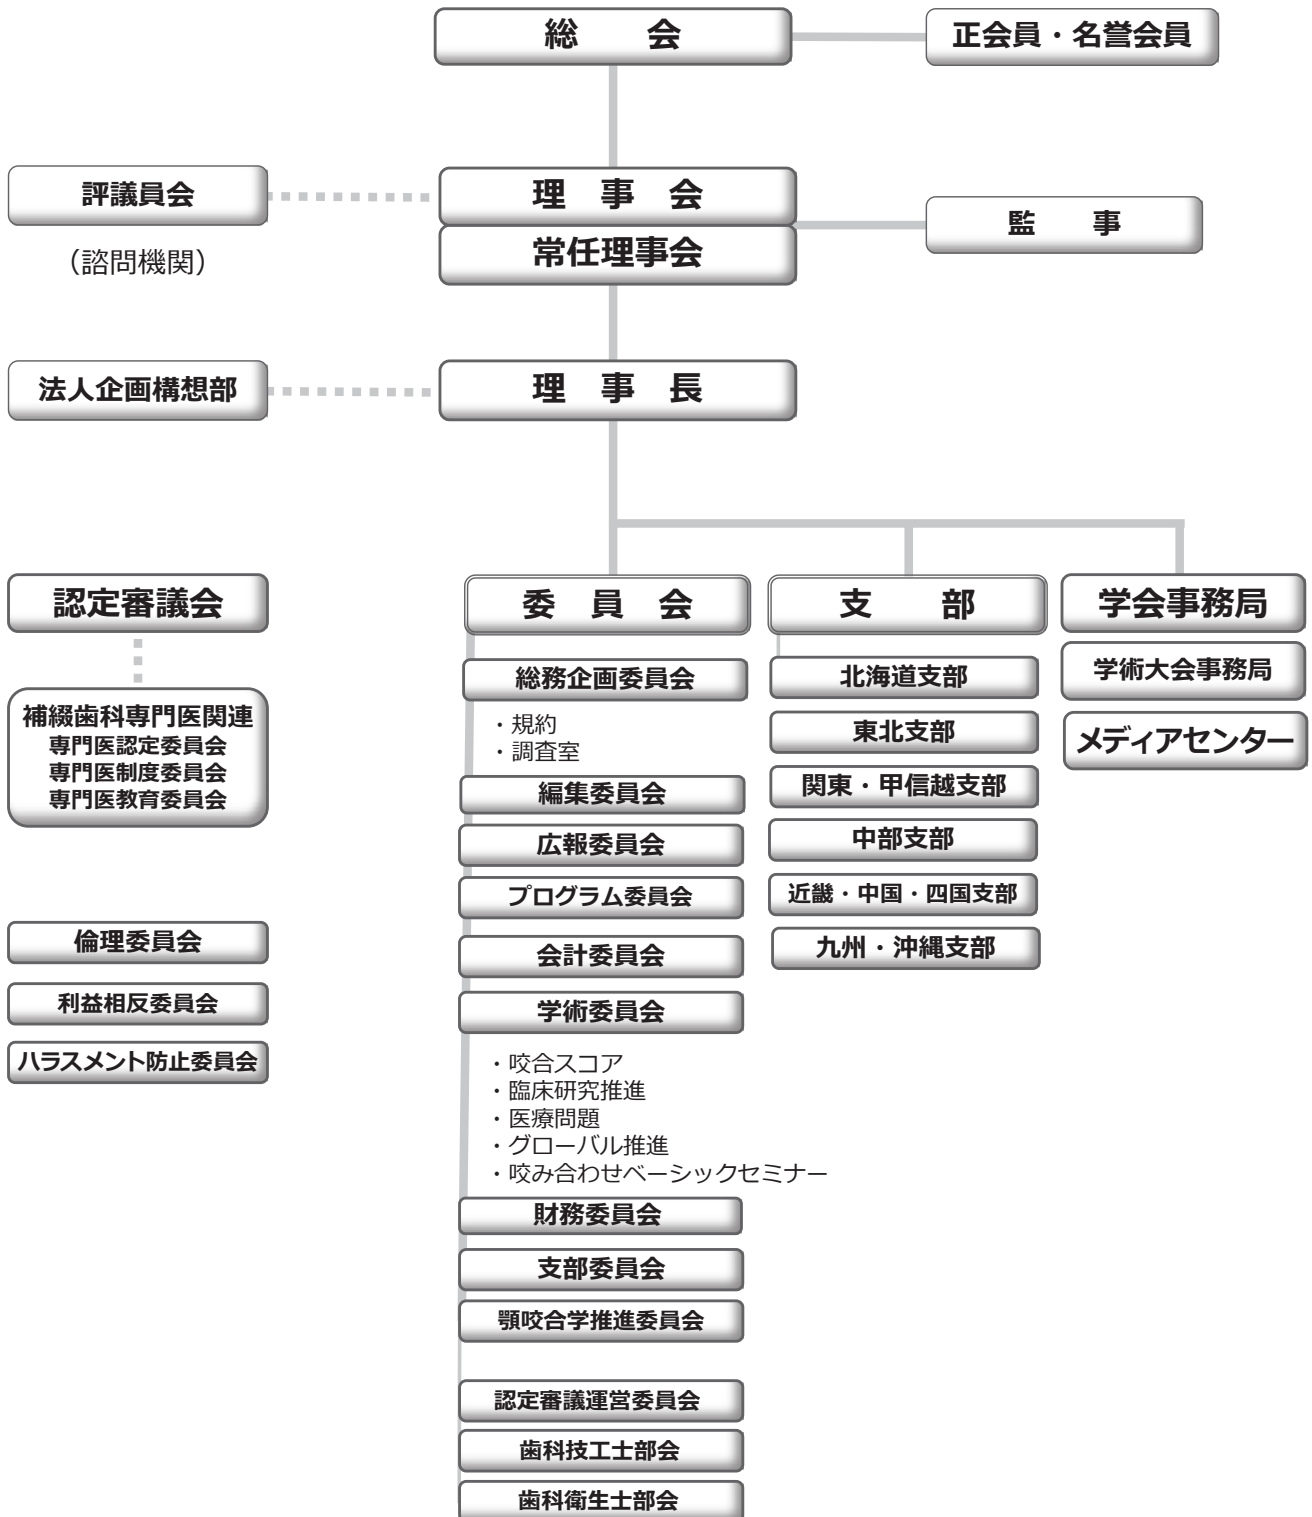 総　会
正会員・名誉会員
評議員会
（諮問機関）
理　事　会
常任理事会
監　事
法人企画構想部
理　事　長
認定審議会
補綴歯科専門医関連
専門医認定委員会
専門医制度委員会
専門医教育委員会
倫理委員会
利益相反委員会
ハラスメント防止委員会
委　員　会
総務企画委員会
・規約
・調査室
編集委員会
広報委員会
プログラム委員会
会計委員会
学術委員会
・咬合スコア
・臨床研究推進
・医療問題
・グローバル推進
・咬み合わせベーシックセミナー
財務委員会
支部委員会
顎咬合学推進委員会
認定審議運営委員会
歯科技工士部会
歯科衛生士部会
支　部
北海道支部
東北支部
関東・甲信越支部
中部支部
近畿・中国・四国支部
九州・沖縄支部
学会事務局
学術大会事務局
メディアセンター